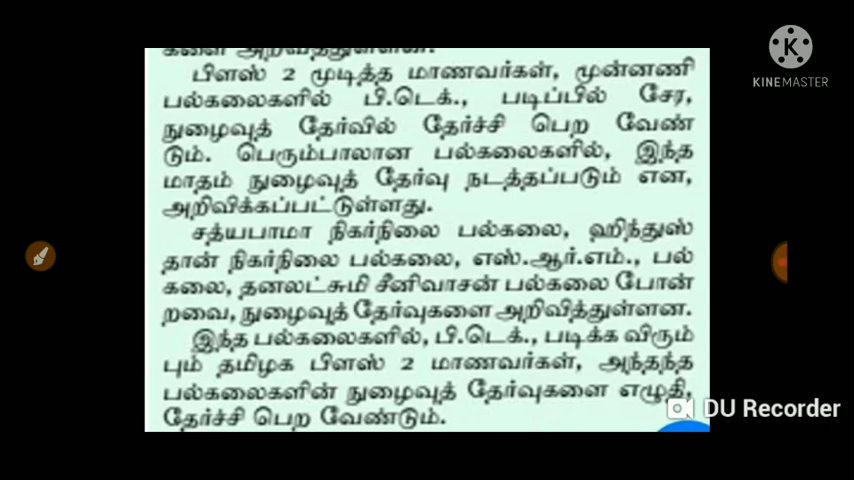 களை அறிவித்துள்ளன.
பிளஸ் 2 முடித்த மாணவர்கள், முன்னணி
பல்கலைகளில் பி.டெக்., படிப்பில் சேர,
நுழைவுத் தேர்வில் தேர்ச்சி பெற வேண்
டும். பெரும்பாலான பல்கலைகளில், இந்த
மாதம் நுழைவுத் தேர்வு நடத்தப்படும் என,
அறிவிக்கப்பட்டுள்ளது.
சத்யபாமா நிகர்நிலை பல்கலை, ஹிந்துஸ்
தான் நிகர்நிலை பல்கலை, எஸ்.ஆர்.எம்., பல்
கலை, தனலட்சுமி சீனிவாசன் பல்கலை போன்
றவை, நுழைவுத் தேர்வுகளை அறிவித்துள்ளன.
இந்த பல்கலைகளில், பி.டெக்., படிக்க விரும்
பும் தமிழக பிளஸ் 2 மாணவர்கள், அந்தந்த
பல்கலைகளின் நுழைவுத் தேர்வுகளை எழுதி,
தேர்ச்சி பெற வேண்டும்.
K
KINEMASTER
DU Recorder